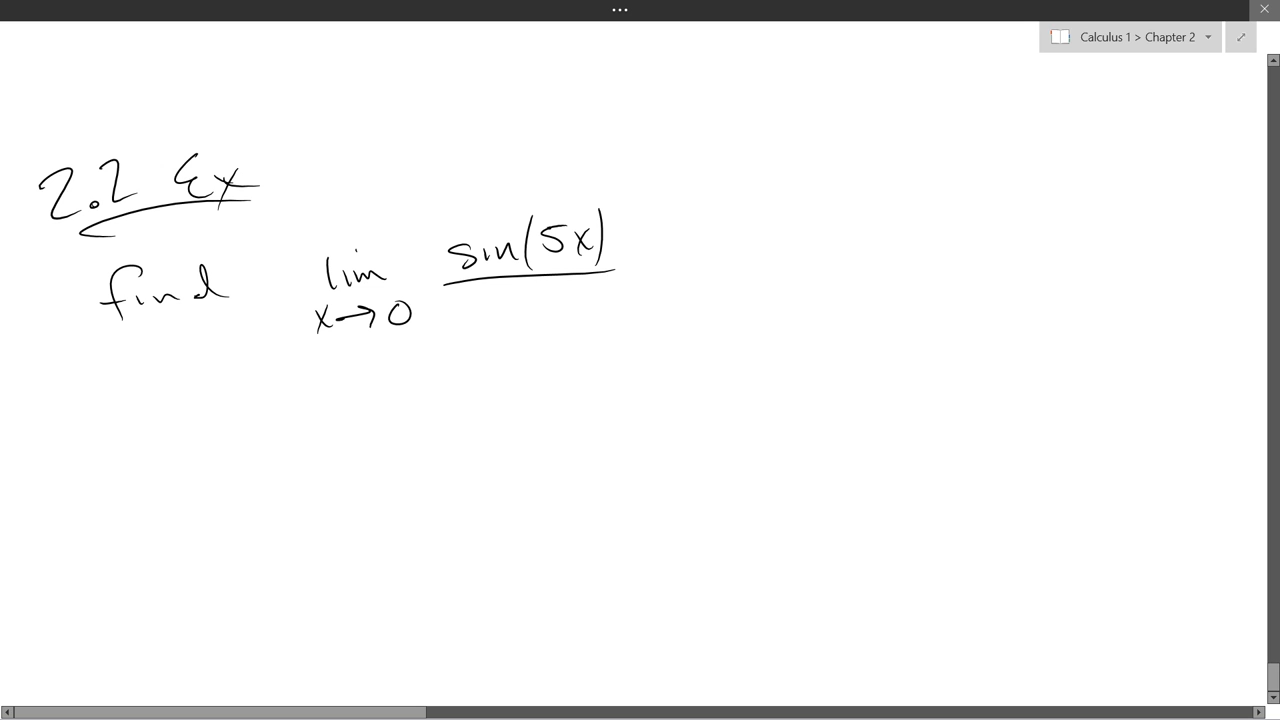 Calculus 1 > Chapter 2
2.2 Ex
find lim x→0 sin(5x)